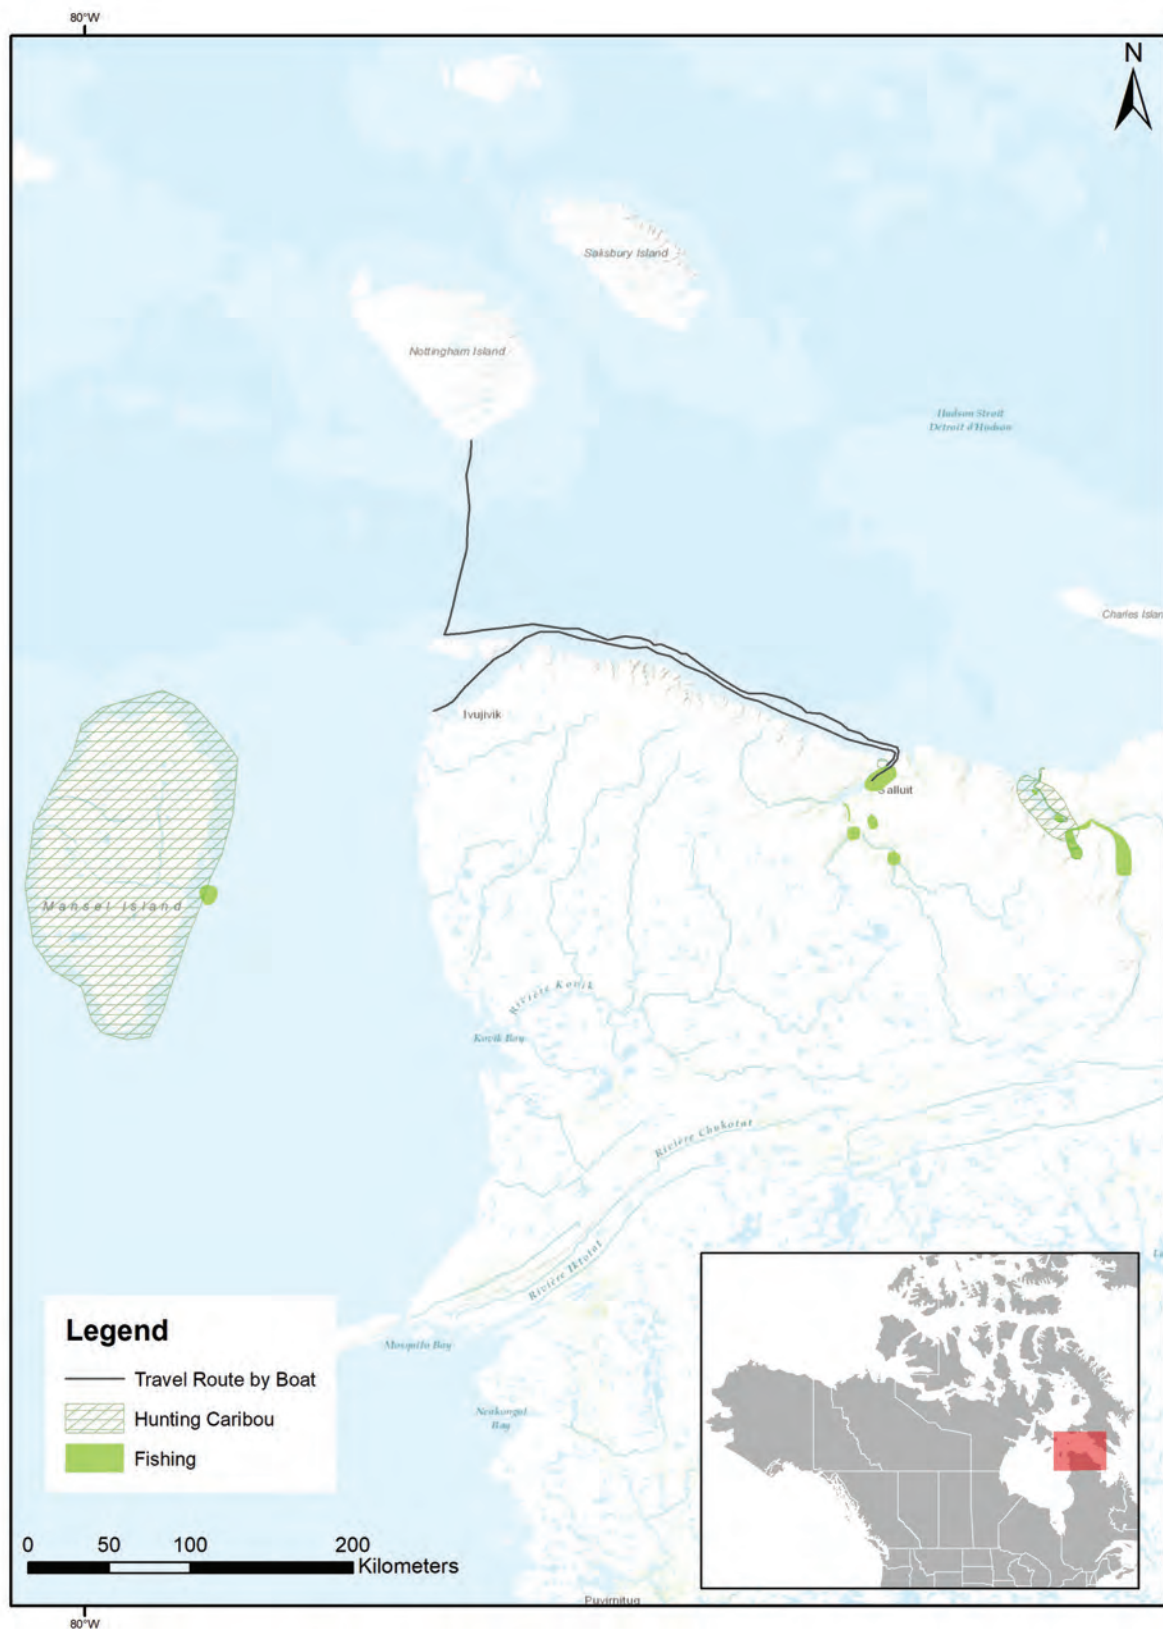 80°W
N
Saksbury Island
Nottingham Island
Hudson Strait
Détroit d'Hudson
Charles Islan
Ivujivik
Salluit
Mansel Island
Rivière Kovik
Kovik Bay
Rivière Chukotat
Rivière Iktotat
Mosquito Bay
Bay
Legend
Travel Route by Boat
Hunting Caribou
Fishing
0 50 100 200
Kilometers
Puvirnituq
80°W